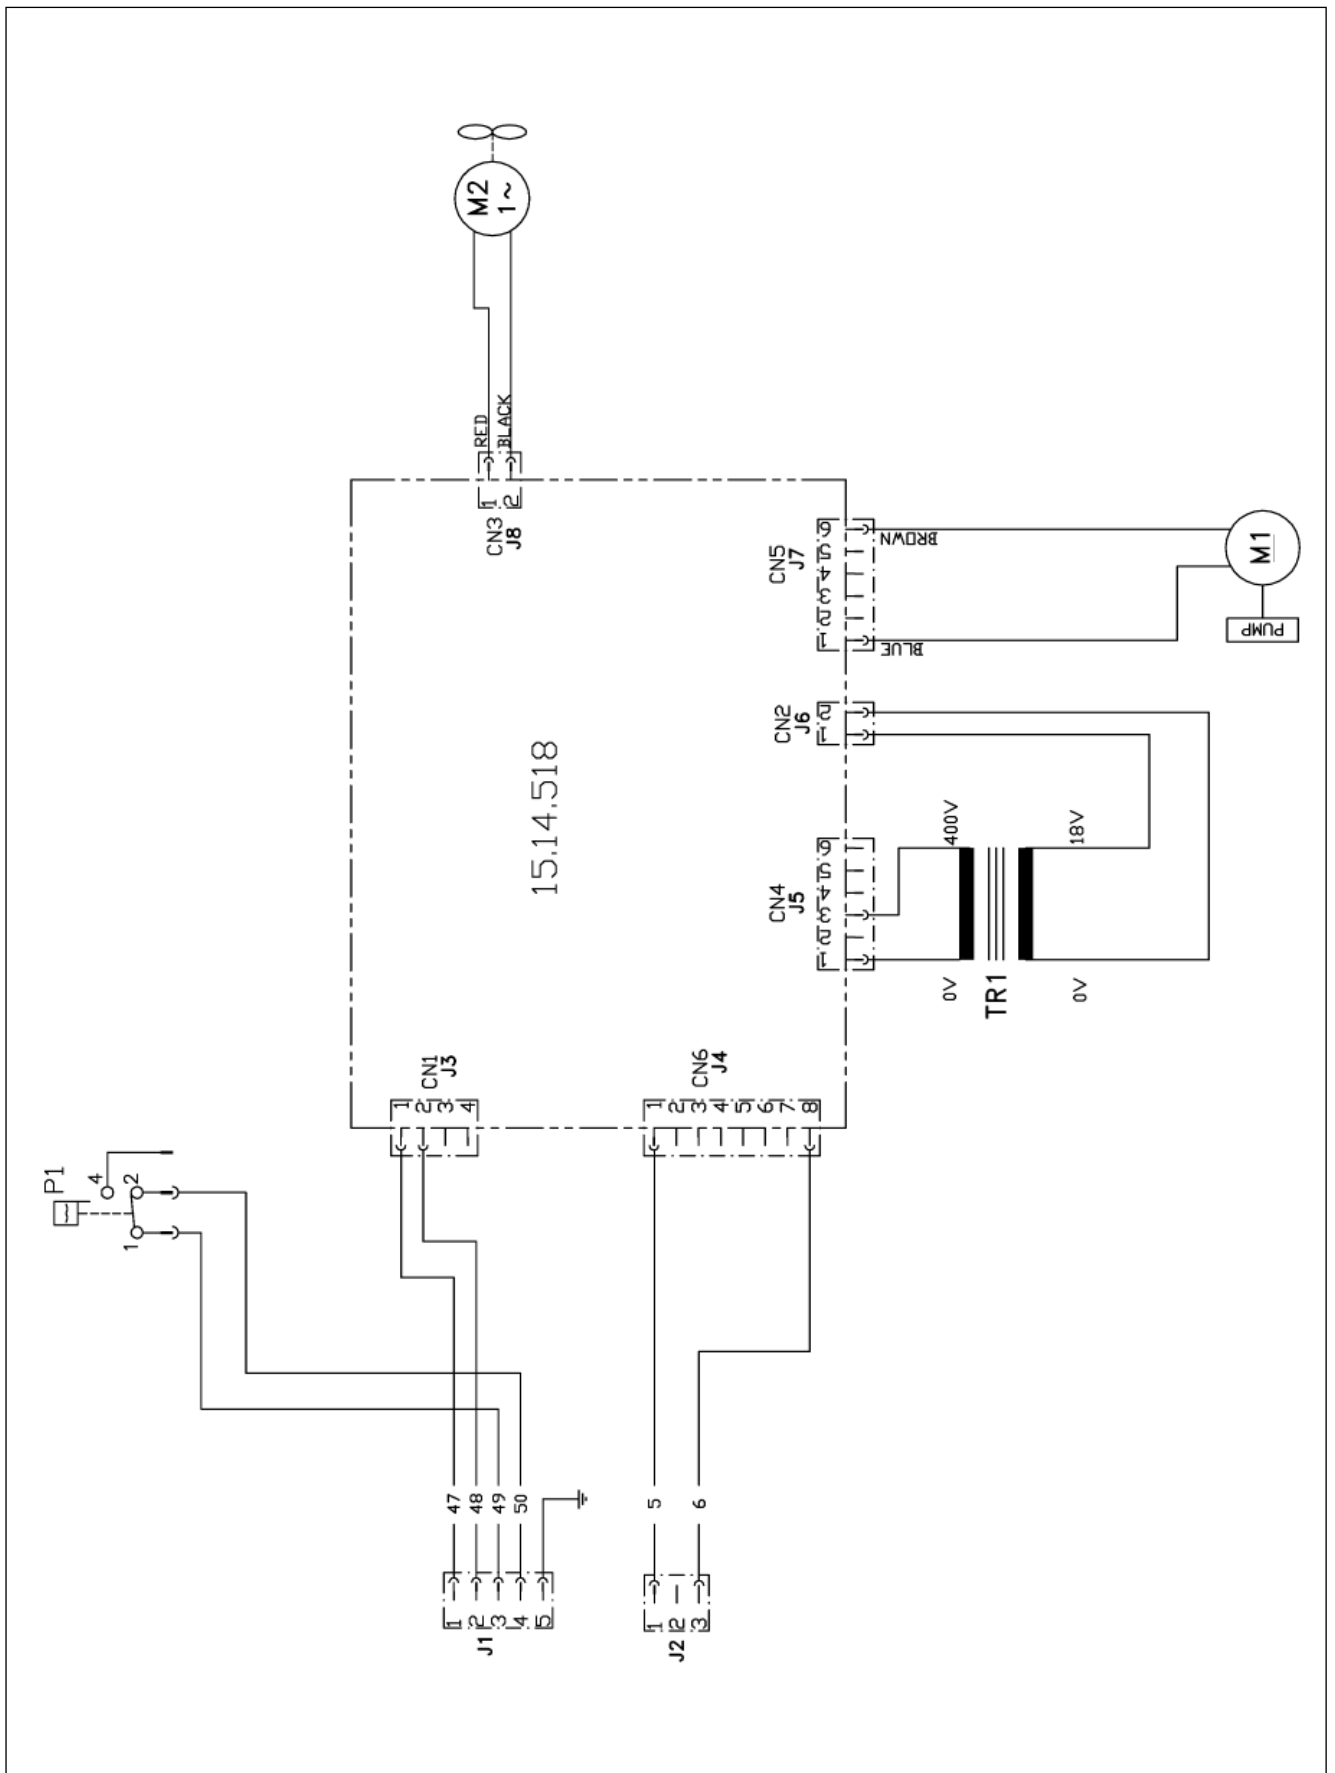 M2
1~
RED
BLACK
1
2
CN3
J8
15.14.518
CN5
J7
1 2 3 4 5 6
BROWN
BLUE
M1
PUMP
CN2
J6
1 2
CN4
J5
1 2 3 4 5 6
400V
18V
0V
TR1
0V
CN1
J3
1
2
3
4
CN6
J4
1
2
3
4
5
6
7
8
P1
4
2
1
47
48
49
50
1
2
3
4
5
J1
5
6
1
2
3
J2